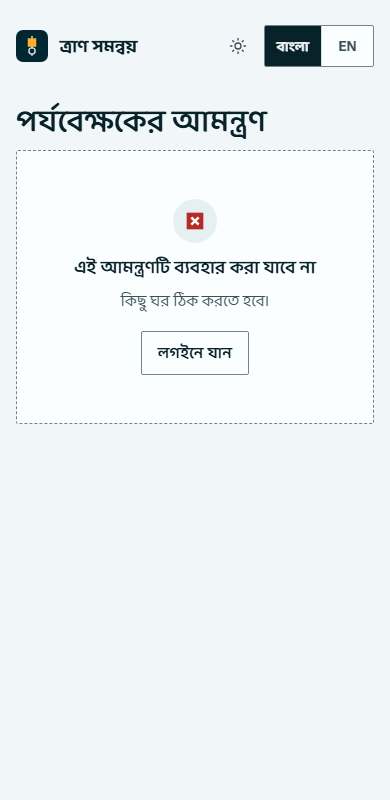 ত্রাণ সমন্বয়
বাংলা
EN
পর্যবেক্ষকের আমন্ত্রণ
এই আমন্ত্রণটি ব্যবহার করা যাবে না
কিছু ঘর ঠিক করতে হবে।
লগইনে যান